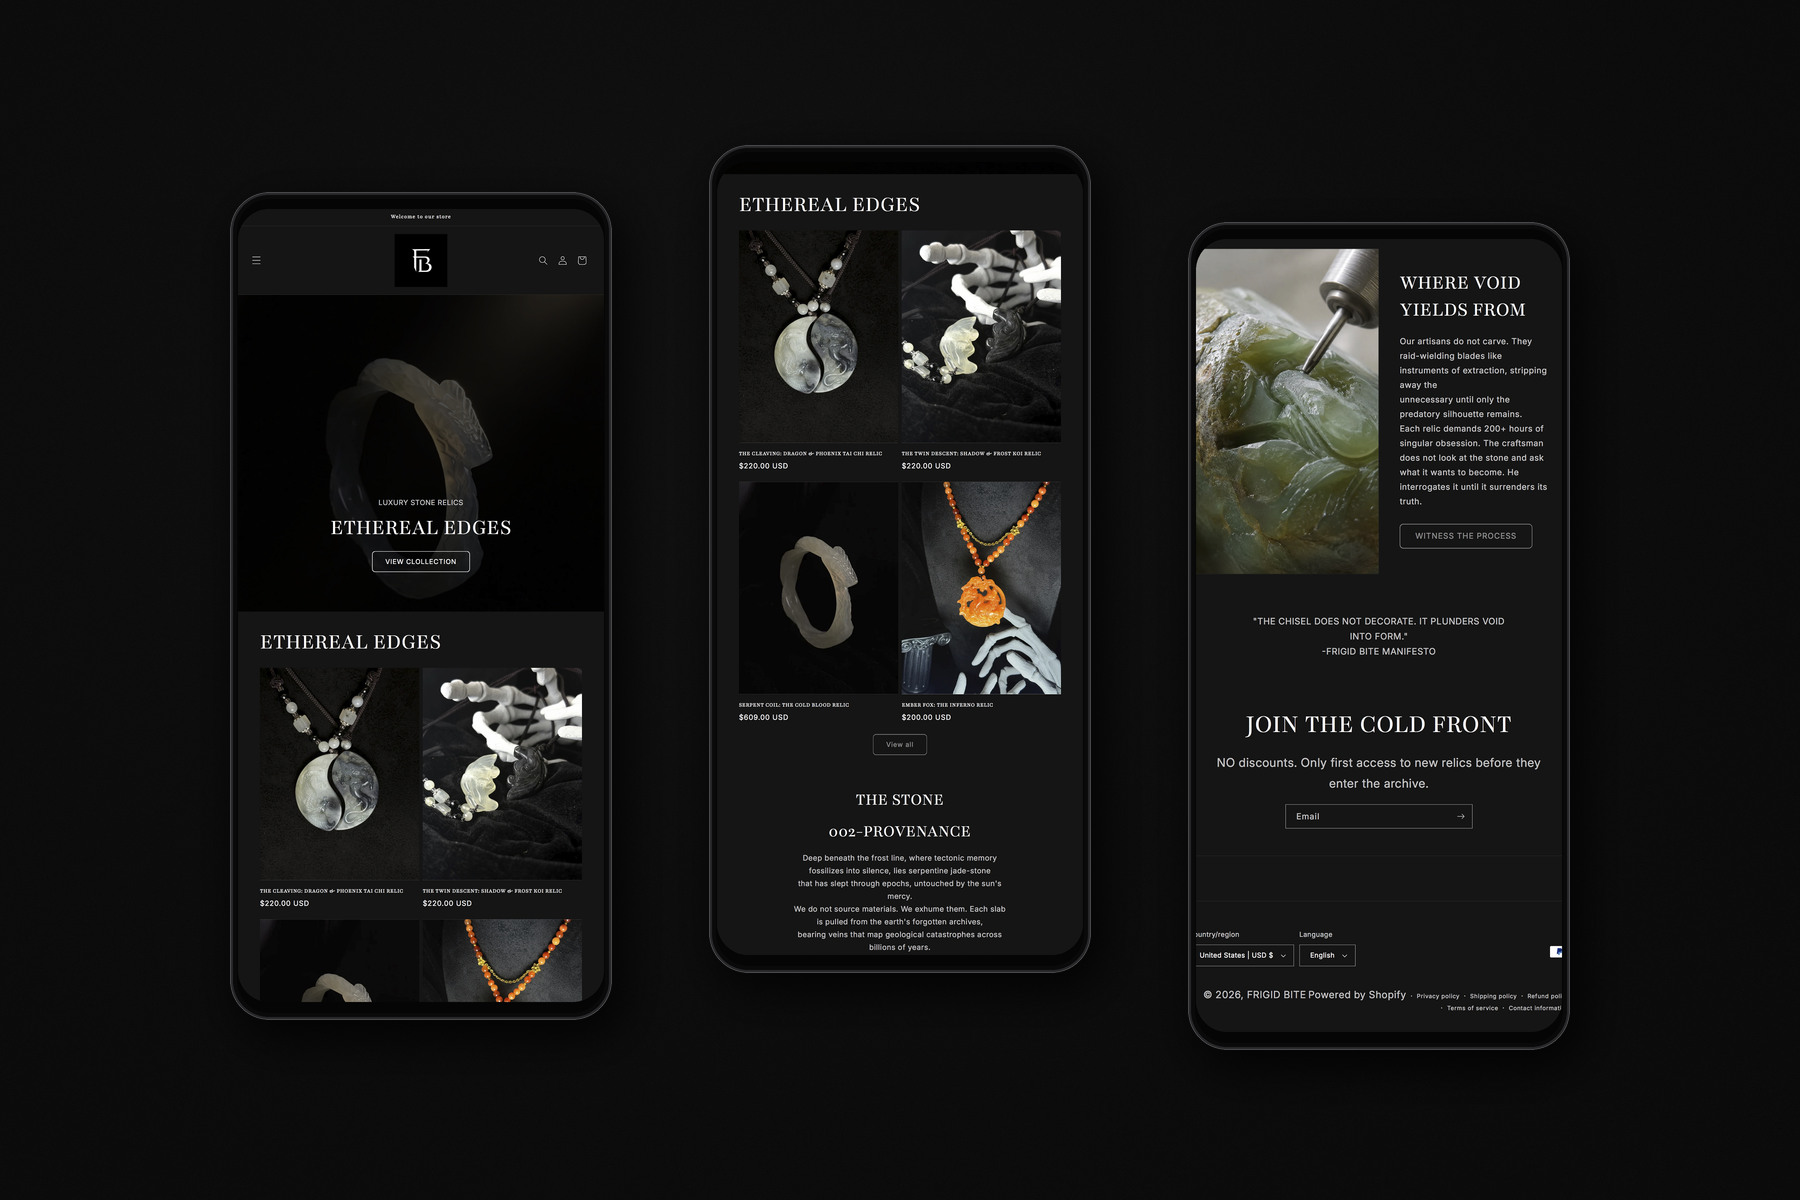 Welcome to our store
FB
LUXURY STONE RELICS
ETHEREAL EDGES
VIEW CLOLLECTION
ETHEREAL EDGES
THE CLEAVING: DRAGON & PHOENIX TAI CHI RELIC
$220.00 USD
THE TWIN DESCENT: SHADOW & FROST KOI RELIC
$220.00 USD
ETHEREAL EDGES
THE CLEAVING: DRAGON & PHOENIX TAI CHI RELIC
$220.00 USD
THE TWIN DESCENT: SHADOW & FROST KOI RELIC
$220.00 USD
SERPENT COIL: THE COLD BLOOD RELIC
$609.00 USD
EMBER FOX: THE INFERNO RELIC
$200.00 USD
View all
THE STONE
002-PROVENANCE
Deep beneath the frost line, where tectonic memory
fossilizes into silence, lies serpentine jade-stone
that has slept through epochs, untouched by the sun's
mercy.
We do not source materials. We exhume them. Each slab
is pulled from the earth's forgotten archives,
bearing veins that map geological catastrophes across
billions of years.
WHERE VOID
YIELDS FROM
Our artisans do not carve. They
raid-wielding blades like
instruments of extraction, stripping
away the
unnecessary until only the
predatory silhouette remains.
Each relic demands 200+ hours of
singular obsession. The craftsman
does not look at the stone and ask
what it wants to become. He
interrogates it until it surrenders its
truth.
WITNESS THE PROCESS
"THE CHISEL DOES NOT DECORATE. IT PLUNDERS VOID
INTO FORM."
-FRIGID BITE MANIFESTO
JOIN THE COLD FRONT
NO discounts. Only first access to new relics before they
enter the archive.
Email
ountry/region
Language
United States | USD $
English
© 2026, FRIGID BITE Powered by Shopify · Privacy policy · Shipping policy · Refund poli
· Terms of service · Contact informati